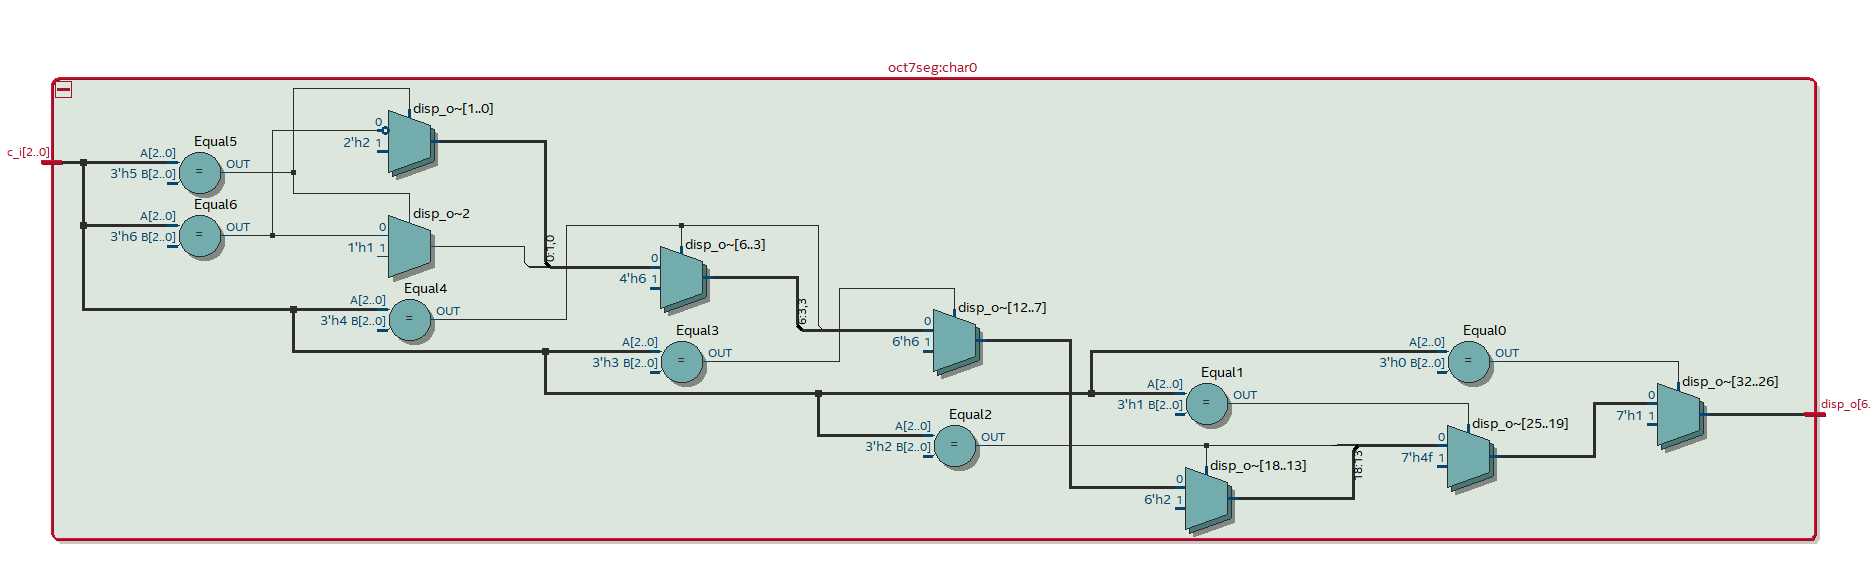 oct7seg:char0
c_i[2..0]
Equal5
A[2..0]
3'h5 B[2..0]
OUT
Equal6
A[2..0]
3'h6 B[2..0]
OUT
disp_o~[1..0]
0
2'h2 1
disp_o~2
0
1'h1 1
0:1,0
Equal4
A[2..0]
3'h4 B[2..0]
OUT
disp_o~[6..3]
0
4'h6 1
6:3,3
Equal3
A[2..0]
3'h3 B[2..0]
OUT
disp_o~[12..7]
0
6'h6 1
Equal2
A[2..0]
3'h2 B[2..0]
OUT
Equal1
A[2..0]
3'h1 B[2..0]
OUT
disp_o~[18..13]
0
6'h2 1
18:13
Equal0
A[2..0]
3'h0 B[2..0]
OUT
disp_o~[25..19]
0
7'h4f 1
disp_o~[32..26]
0
7'h1 1
disp_o[6.